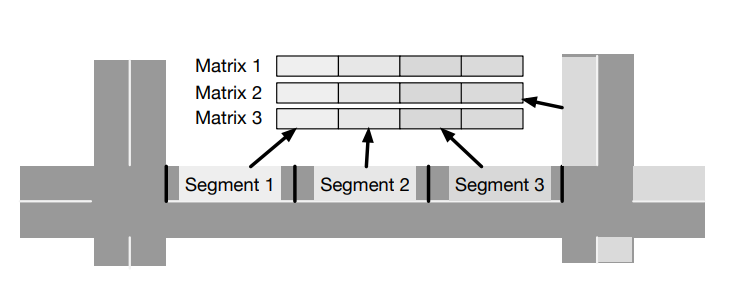 Matrix 1
Matrix 2
Matrix 3
Segment 1 Segment 2 Segment 3